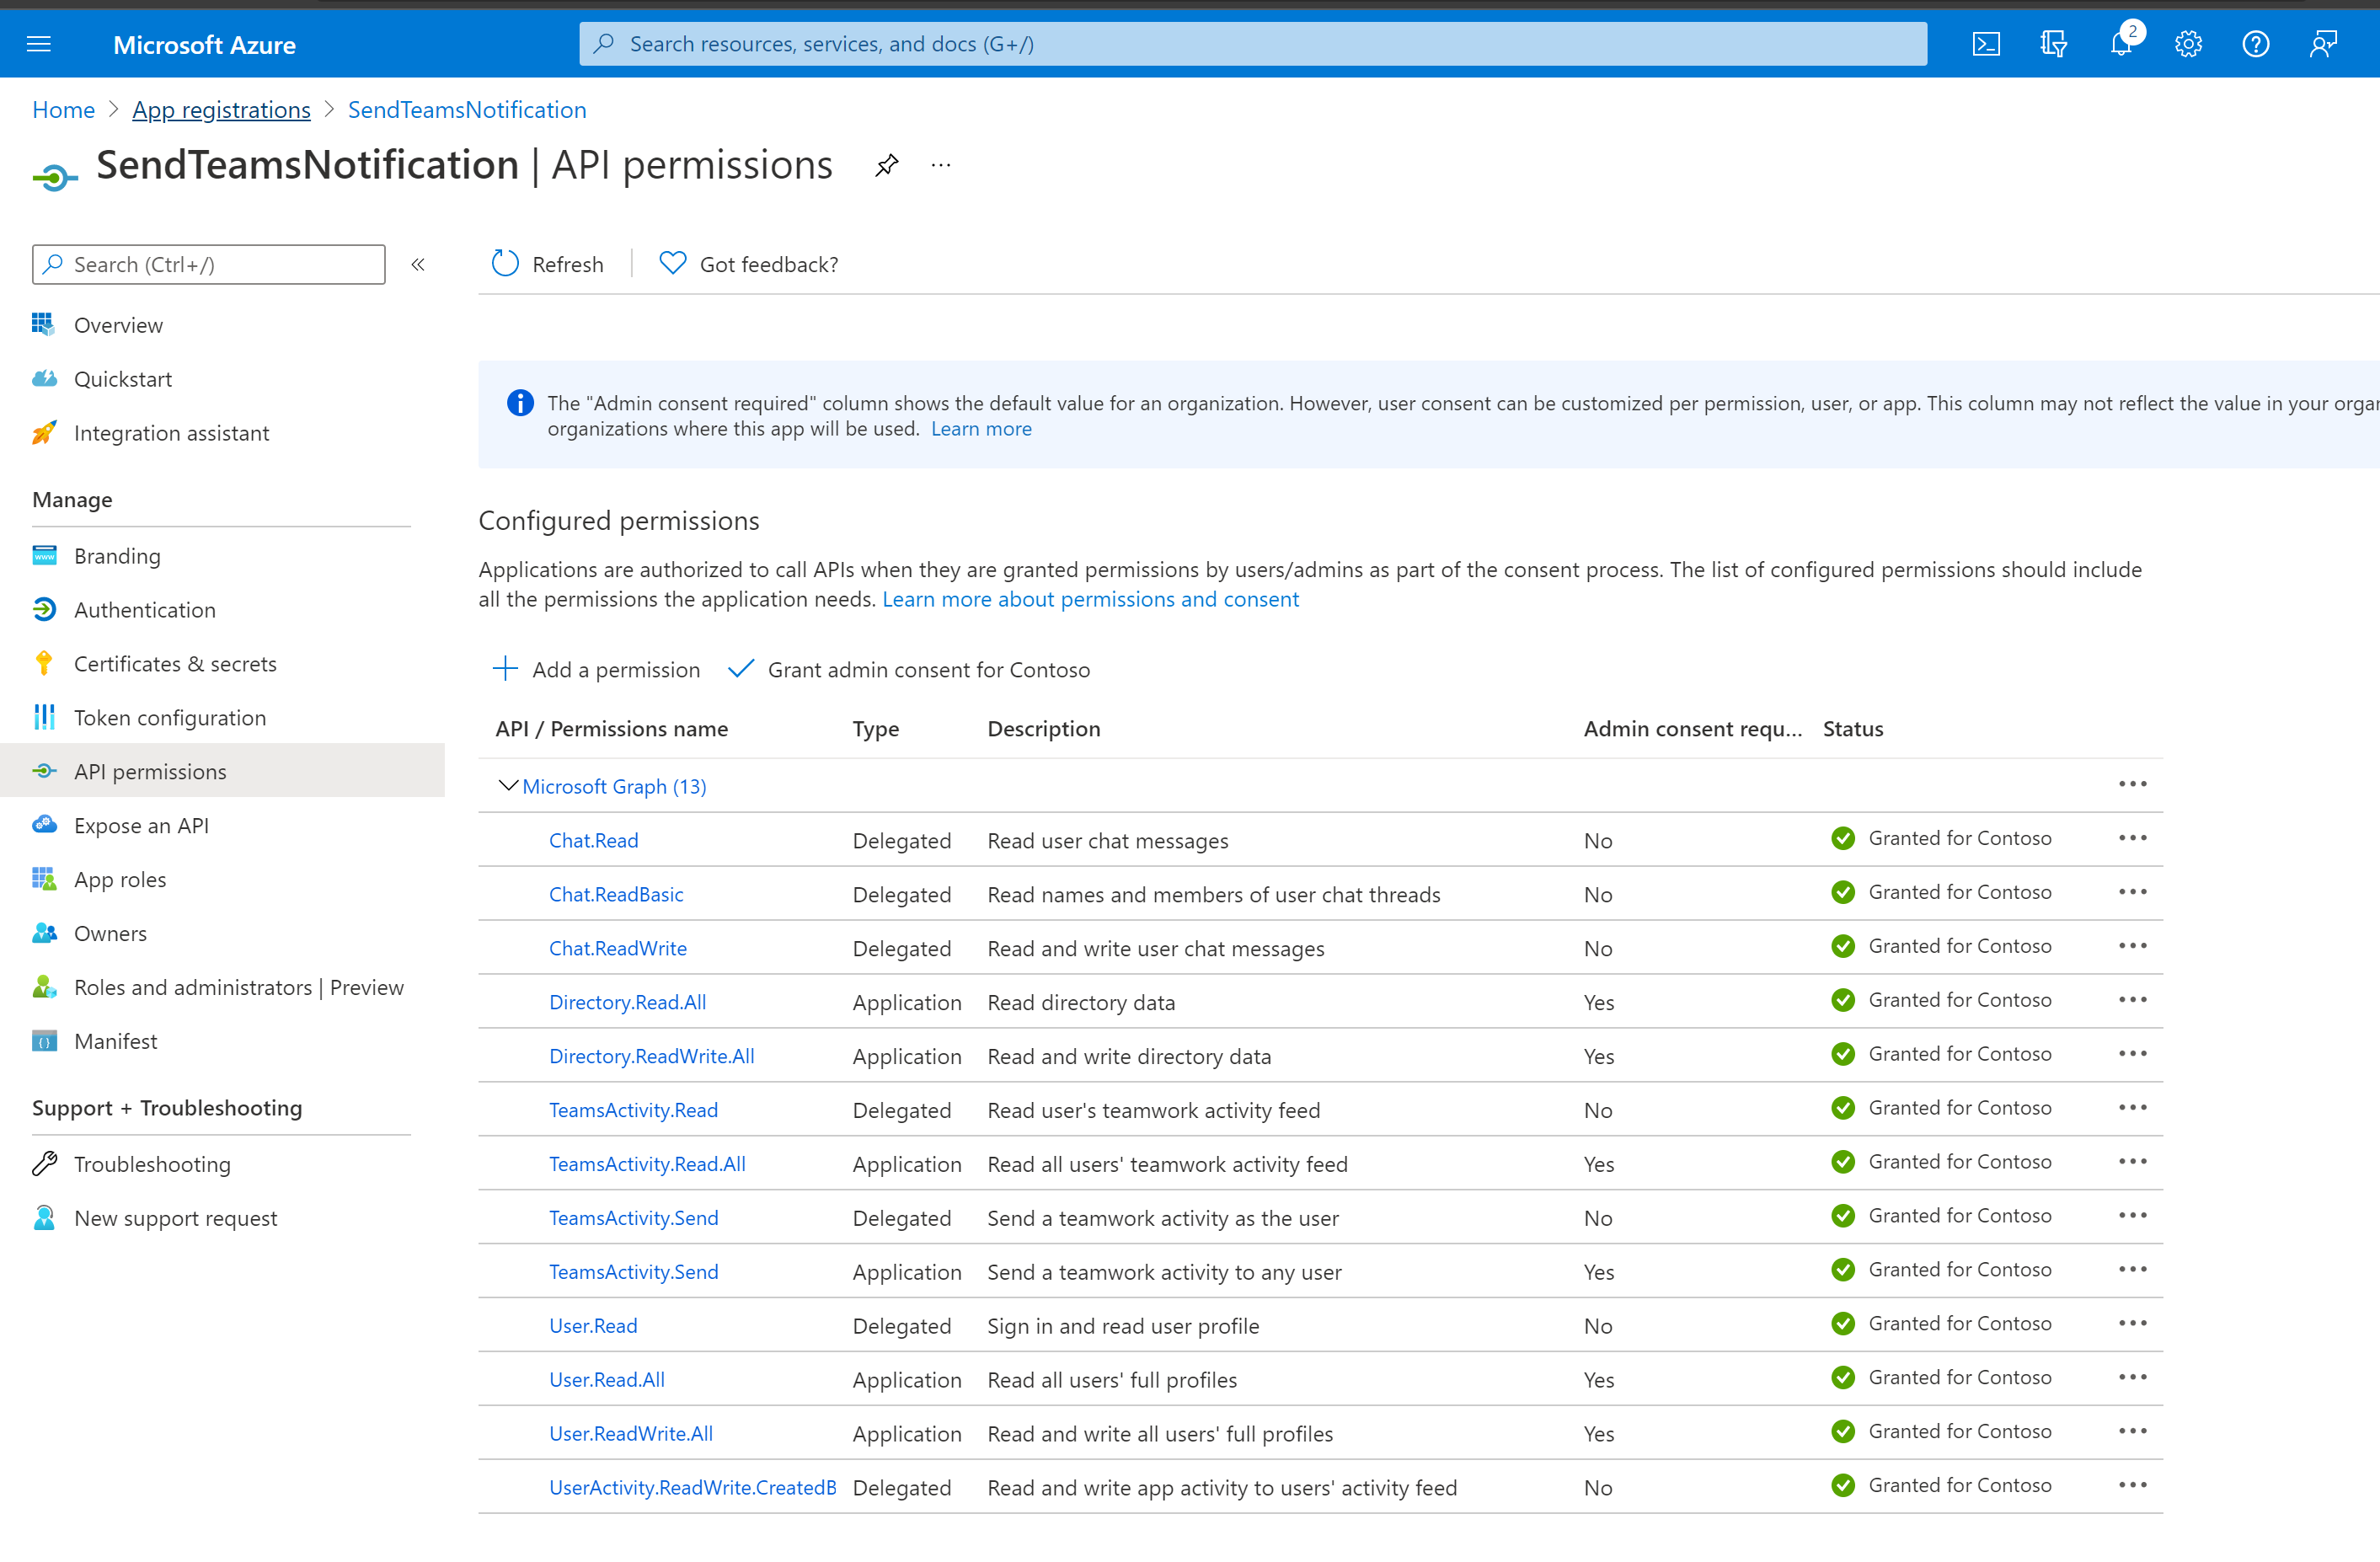 Microsoft Azure
Search resources, services, and docs (G+/)
2
Home > App registrations > SendTeamsNotification
SendTeamsNotification | API permissions ...
Search (Ctrl+/) «
Refresh | Got feedback?
Overview
Quickstart
Integration assistant
Manage
Branding
Authentication
Certificates & secrets
Token configuration
API permissions
Expose an API
App roles
Owners
Roles and administrators | Preview
Manifest
Support + Troubleshooting
Troubleshooting
New support request
The "Admin consent required" column shows the default value for an organization. However, user consent can be customized per permission, user, or app. This column may not reflect the value in your
organizations where this app will be used. Learn more
Configured permissions
Applications are authorized to call APIs when they are granted permissions by users/admins as part of the consent process. The list of configured permissions should include
all the permissions the application needs. Learn more about permissions and consent
Add a permission Grant admin consent for Contoso
API / Permissions name Type Description Admin consent requ... Status
Microsoft Graph (13)
Chat.Read Delegated Read user chat messages No Granted for Contoso
Chat.ReadBasic Delegated Read names and members of user chat threads No Granted for Contoso
Chat.ReadWrite Delegated Read and write user chat messages No Granted for Contoso
Directory.Read.All Application Read directory data Yes Granted for Contoso
Directory.ReadWrite.All Application Read and write directory data Yes Granted for Contoso
TeamsActivity.Read Delegated Read user's teamwork activity feed No Granted for Contoso
TeamsActivity.Read.All Application Read all users' teamwork activity feed Yes Granted for Contoso
TeamsActivity.Send Delegated Send a teamwork activity as the user No Granted for Contoso
TeamsActivity.Send Application Send a teamwork activity to any user Yes Granted for Contoso
User.Read Delegated Sign in and read user profile No Granted for Contoso
User.Read.All Application Read all users' full profiles Yes Granted for Contoso
User.ReadWrite.All Application Read and write all users' full profiles Yes Granted for Contoso
UserActivity.ReadWrite.CreatedB Delegated Read and write app activity to users' activity feed No Granted for Contoso